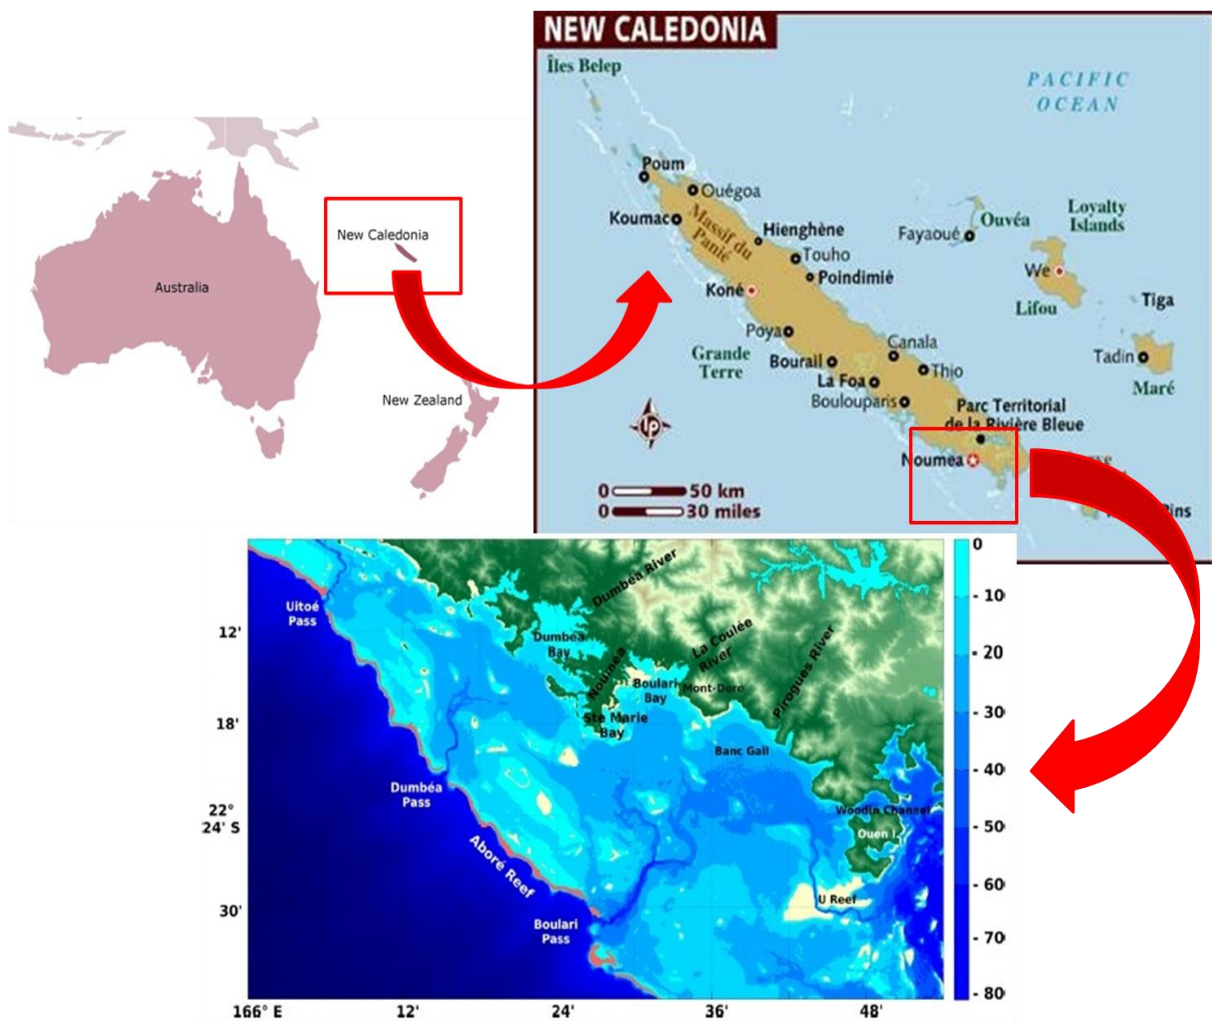 NEW CALEDONIA
Îles Belep
PACIFIC
OCEAN
Poum
Ouégoa
Koumac
Massif du
Panié
Hienghène
Touho
Poindimié
Koné
Poya
Fayaoué
Ouvéa
Loyalty
Islands
We
Lifou
Tiga
Tadin
Maré
Grande
Terre
Bourail
Canala
La Foa
Thio
Boulouparis
Parc Territorial
de la Rivière Bleue
Noumea
lp
0 50 km
0 30 miles
New Caledonia
Australia
New Zealand
Uitoé
Pass
Dumbéa River
Dumbéa
Bay
Nouméa
La Coulée
River
Boulari
Bay
Mont-Doro
Pirogues River
Ste Marie
Bay
Banc Gail
Dumbéa
Pass
Woodin Channel
Ouen I.
Aboré Reef
U Reef
Boulari
Pass
12'
18'
22°
24' S
30'
166° E
12'
24'
36'
48'
0
- 10
- 20
- 30
- 40
- 50
- 60
- 70
- 80